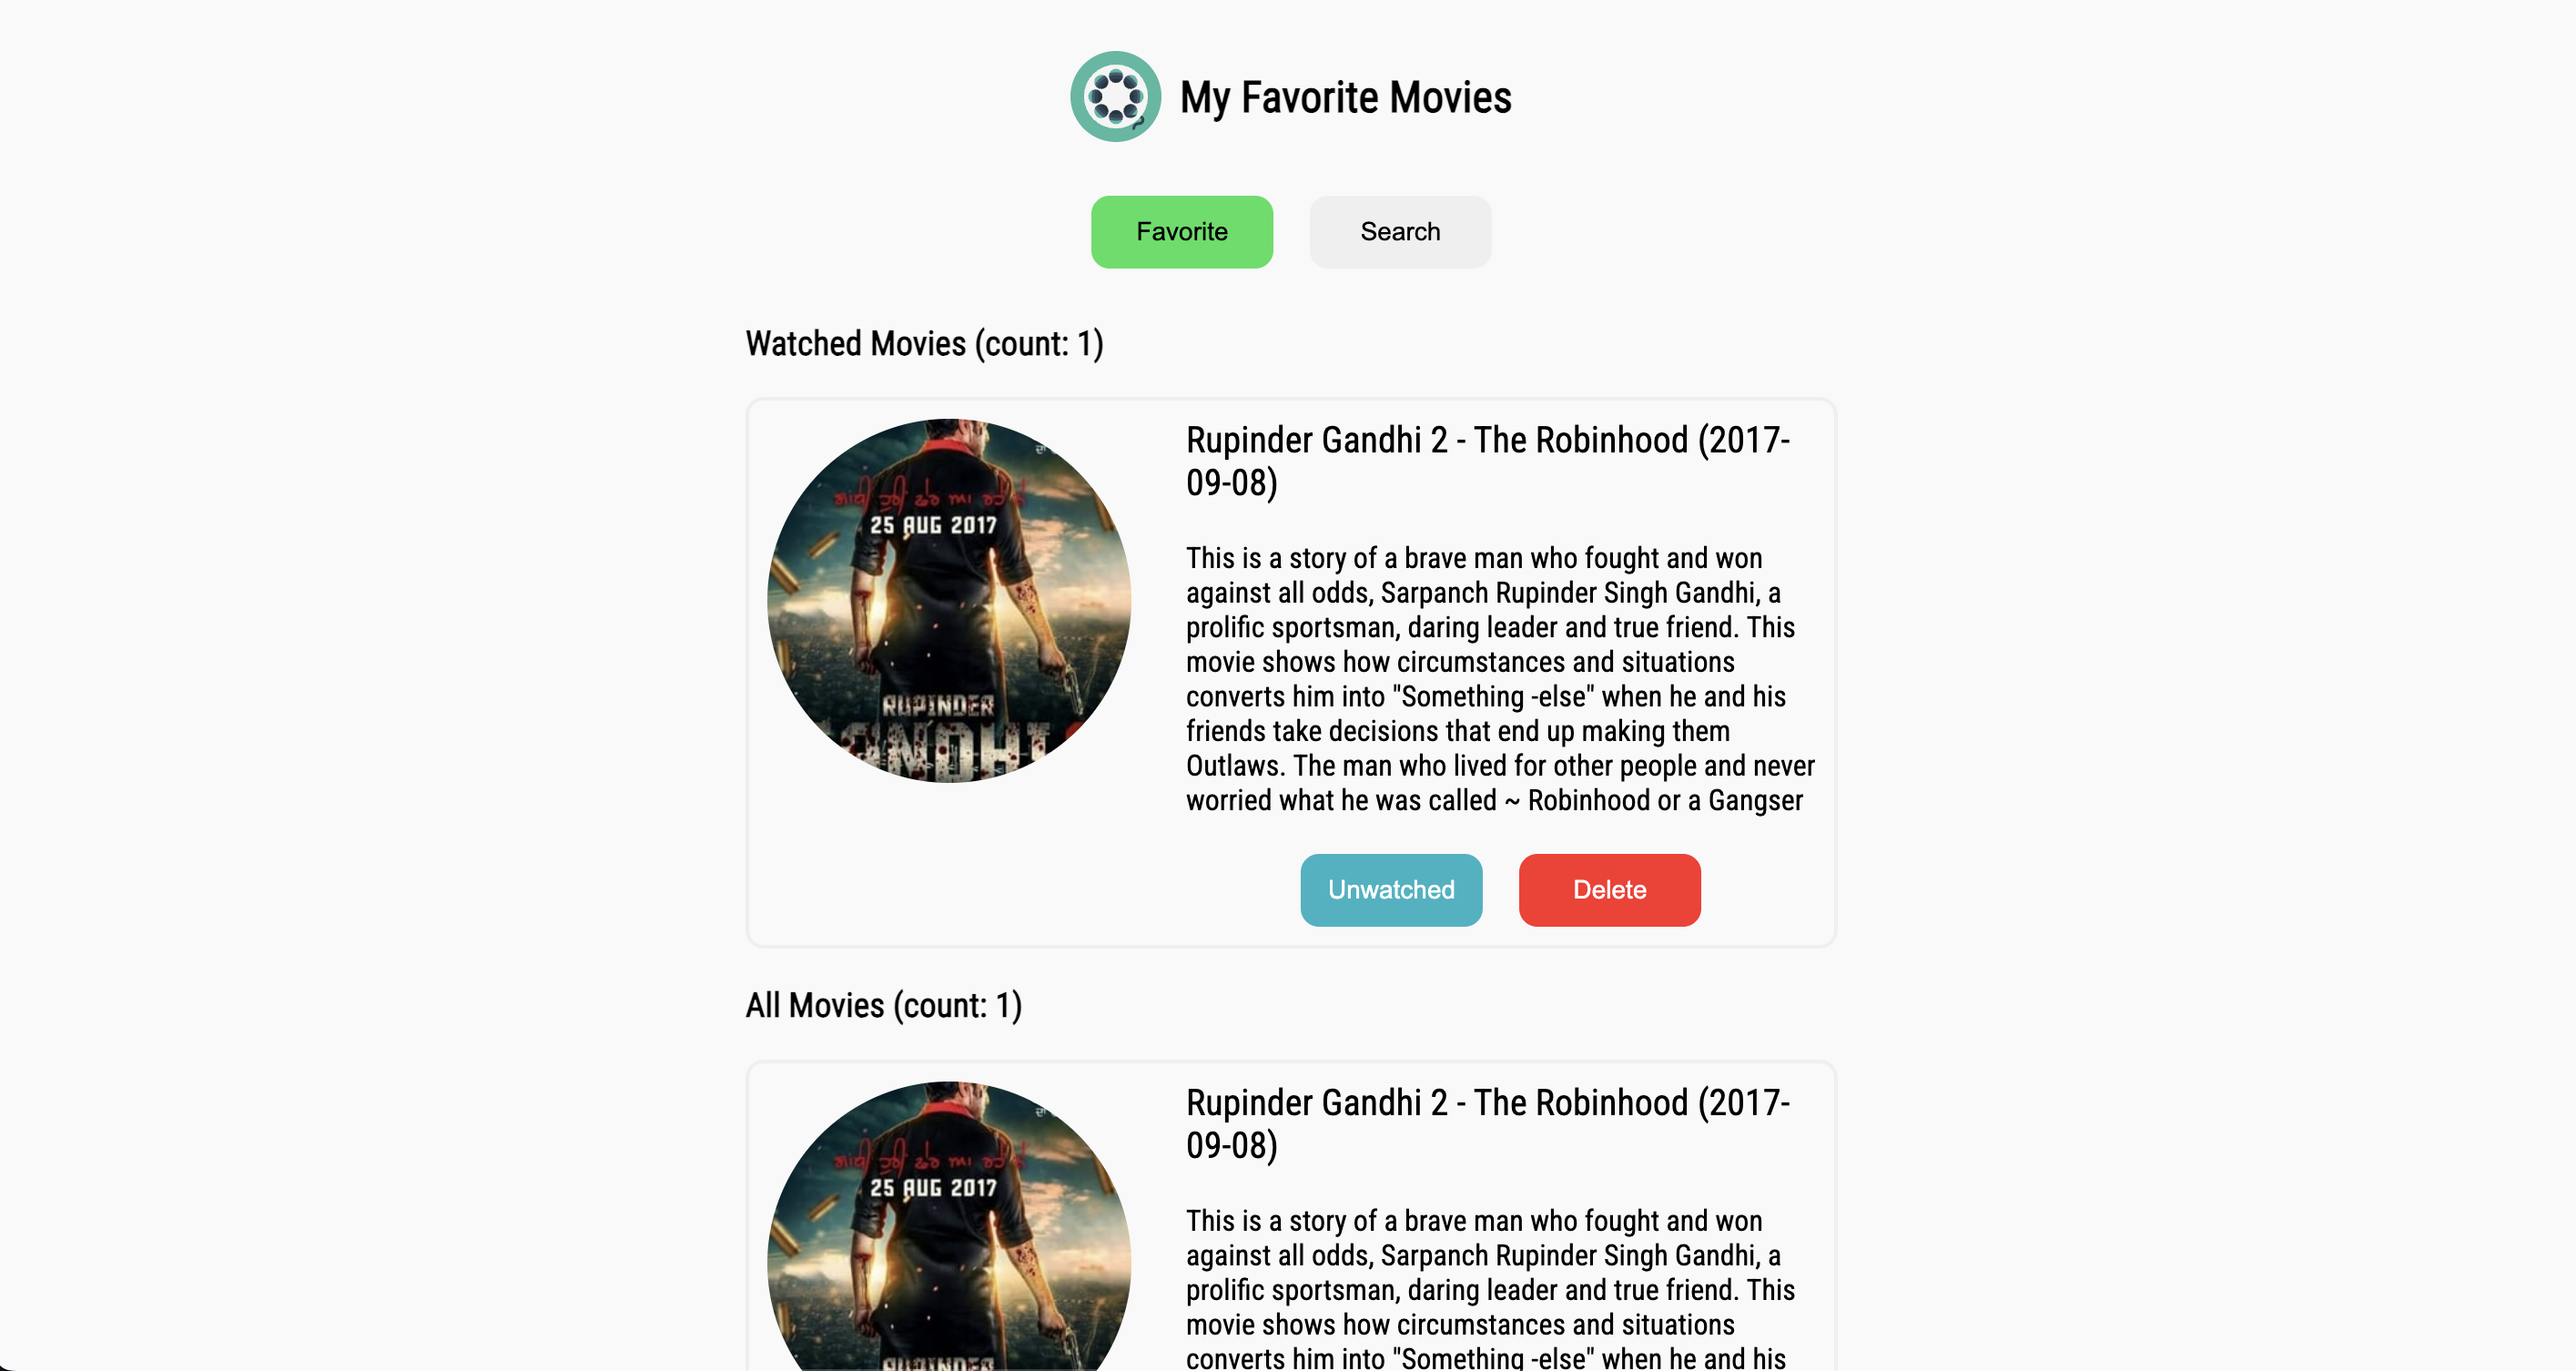 My Favorite Movies
Favorite
Search
Watched Movies (count: 1)
25 AUG 2017
RUPINDER
Rupinder Gandhi 2 - The Robinhood (2017-
09-08)
This is a story of a brave man who fought and won
against all odds, Sarpanch Rupinder Singh Gandhi, a
prolific sportsman, daring leader and true friend. This
movie shows how circumstances and situations
converts him into "Something -else" when he and his
friends take decisions that end up making them
Outlaws. The man who lived for other people and never
worried what he was called ~ Robinhood or a Gangser
Unwatched
Delete
All Movies (count: 1)
25 AUG 2017
Rupinder Gandhi 2 - The Robinhood (2017-
09-08)
This is a story of a brave man who fought and won
against all odds, Sarpanch Rupinder Singh Gandhi, a
prolific sportsman, daring leader and true friend. This
movie shows how circumstances and situations
converts him into "Something -else" when he and his